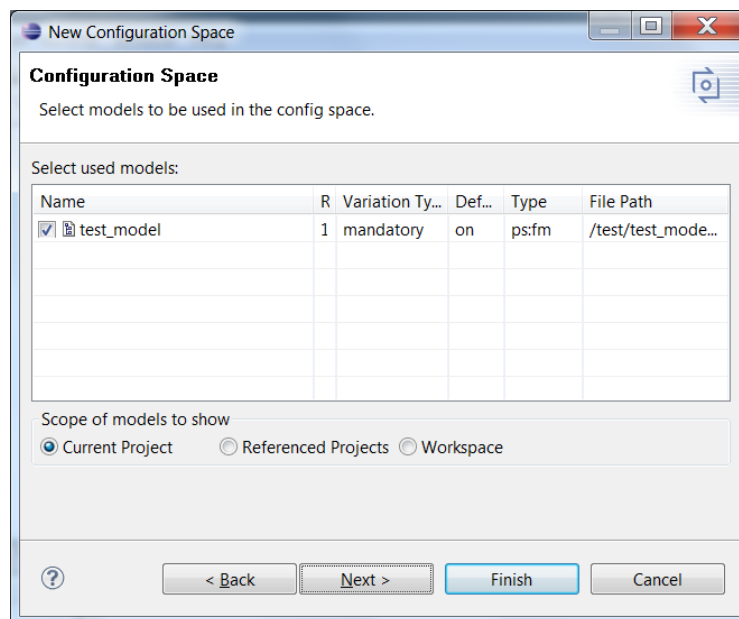 New Configuration Space
Configuration Space
Select models to be used in the config space.
Select used models:
Name R Variation Ty... Def... Type File Path
test_model 1 mandatory on ps:fm /test/test_mode...
Scope of models to show
Current Project Referenced Projects Workspace
< Back Next > Finish Cancel